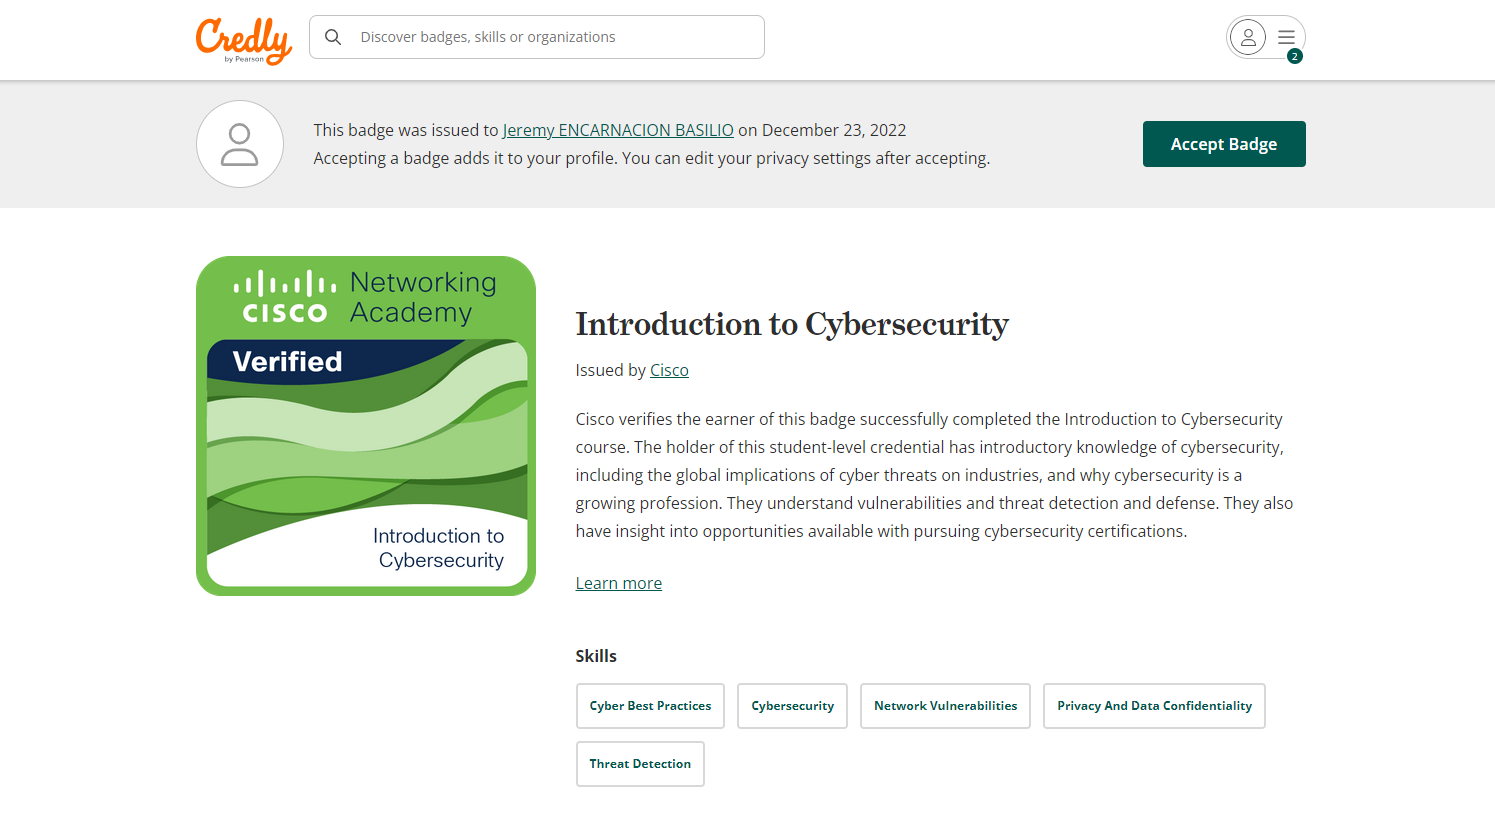 Credly
by Pearson
Discover badges, skills or organizations
2
This badge was issued to Jeremy ENCARNACION BASILIO on December 23, 2022
Accepting a badge adds it to your profile. You can edit your privacy settings after accepting.
Accept Badge
CISCO
Networking
Academy
Verified
Introduction to
Cybersecurity
Introduction to Cybersecurity
Issued by Cisco
Cisco verifies the earner of this badge successfully completed the Introduction to Cybersecurity
course. The holder of this student-level credential has introductory knowledge of cybersecurity,
including the global implications of cyber threats on industries, and why cybersecurity is a
growing profession. They understand vulnerabilities and threat detection and defense. They also
have insight into opportunities available with pursuing cybersecurity certifications.
Learn more
Skills
Cyber Best Practices
Cybersecurity
Network Vulnerabilities
Privacy And Data Confidentiality
Threat Detection